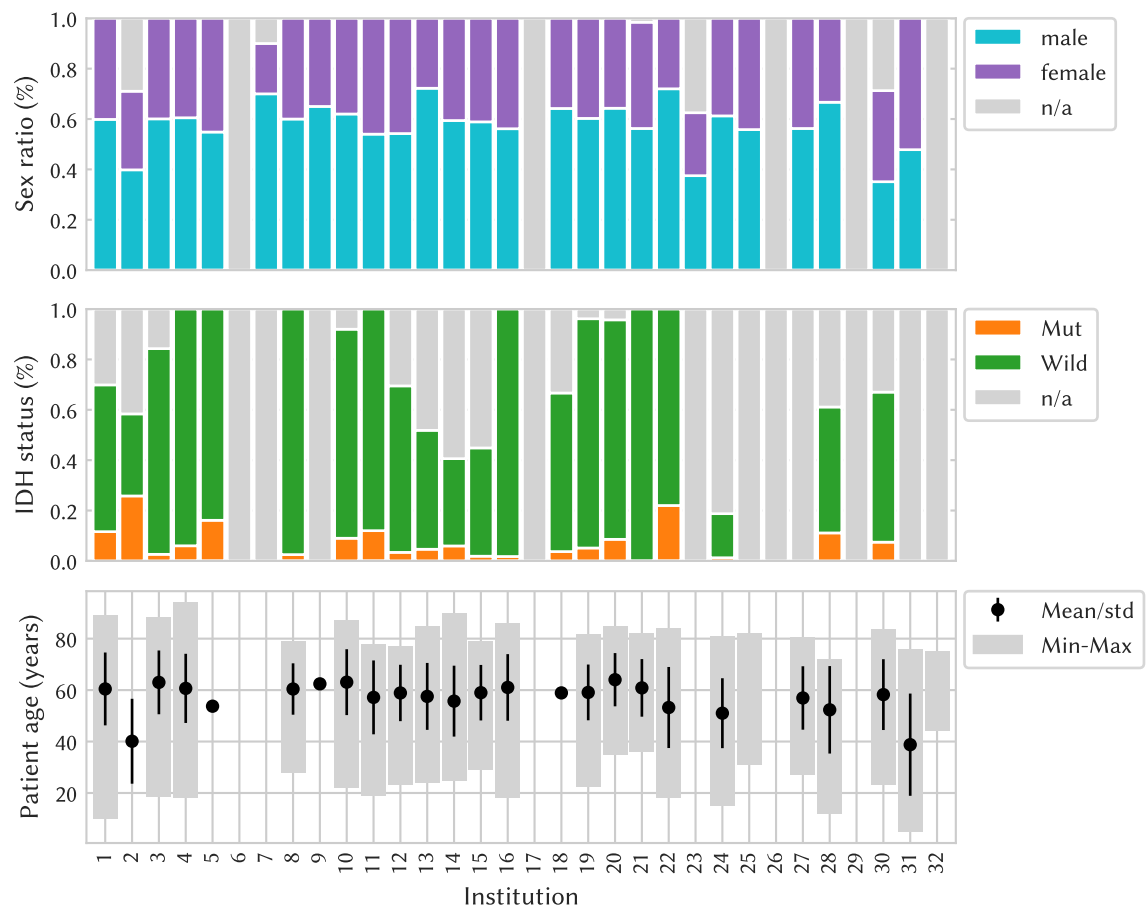 Sex ratio (%)
1.0
0.8
0.6
0.4
0.2
0.0
male
female
n/a
IDH status (%)
1.0
0.8
0.6
0.4
0.2
0.0
Mut
Wild
n/a
Patient age (years)
80
60
40
20
Mean/std
Min-Max
1 2 3 4 5 6 7 8 9 10 11 12 13 14 15 16 17 18 19 20 21 22 23 24 25 26 27 28 29 30 31 32
Institution